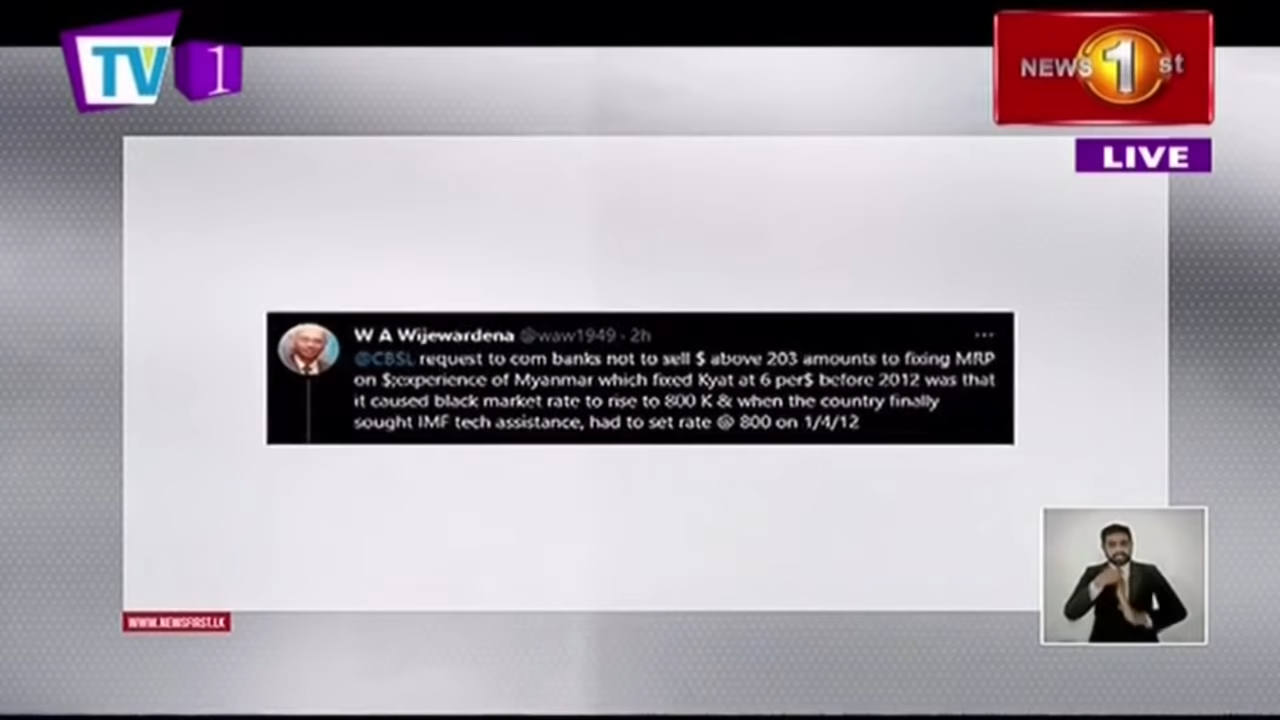 TV 1
NEWS 1 st
LIVE
W A Wijewardena @waw1949 · 2h
@CBSL request to com banks not to sell $ above 203 amounts to fixing MRP
on $;experience of Myanmar which fixed Kyat at 6 per$ before 2012 was that
it caused black market rate to rise to 800 K & when the country finally
sought IMF tech assistance, had to set rate @ 800 on 1/4/12
WWW.NEWSFIRST.LK